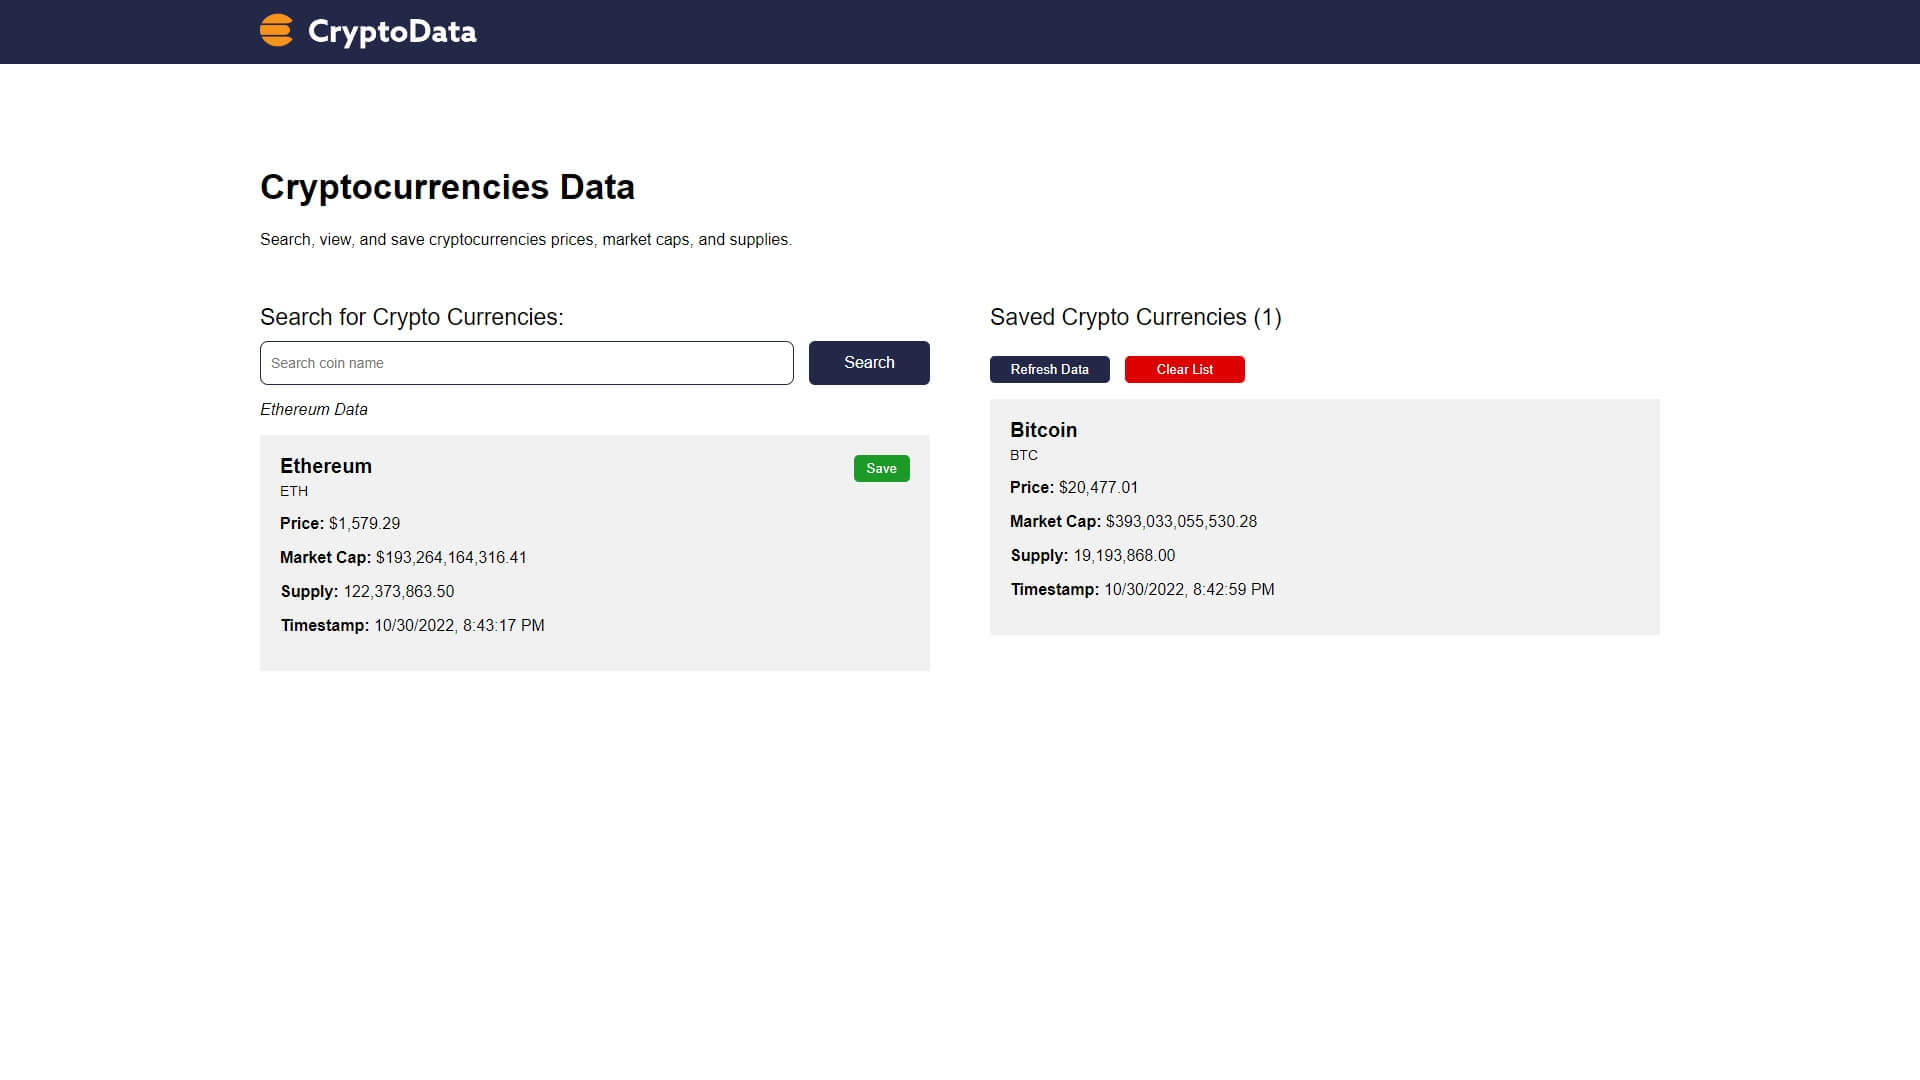 CryptoData
Cryptocurrencies Data
Search, view, and save cryptocurrencies prices, market caps, and supplies.
Search for Crypto Currencies:
Search coin name
Search
Ethereum Data
Ethereum
Save
ETH
Price: $1,579.29
Market Cap: $193,264,164,316.41
Supply: 122,373,863.50
Timestamp: 10/30/2022, 8:43:17 PM
Saved Crypto Currencies (1)
Refresh Data
Clear List
Bitcoin
BTC
Price: $20,477.01
Market Cap: $393,033,055,530.28
Supply: 19,193,868.00
Timestamp: 10/30/2022, 8:42:59 PM